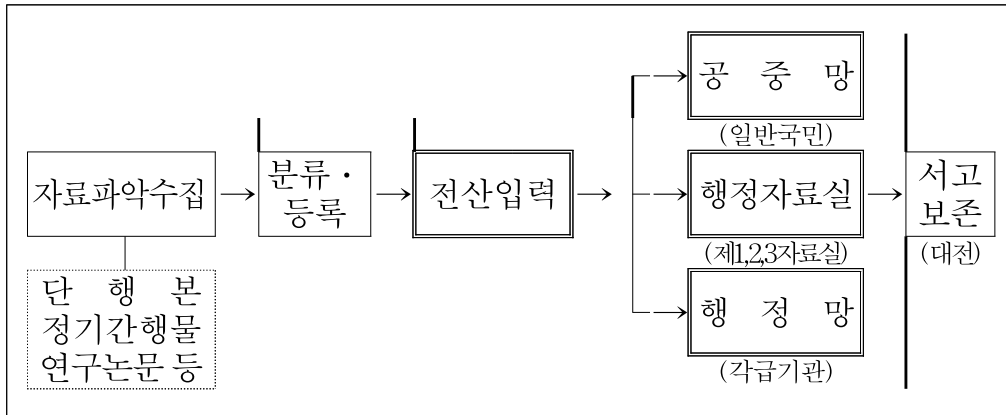 자료파악수집
단 행 본
정기간행물
연구논문 등
분류·
등록
전산입력
공 중 망
(일반국민)
행정자료실
(제1,2,3자료실)
행 정 망
(각급기관)
서고
보존
(대전)